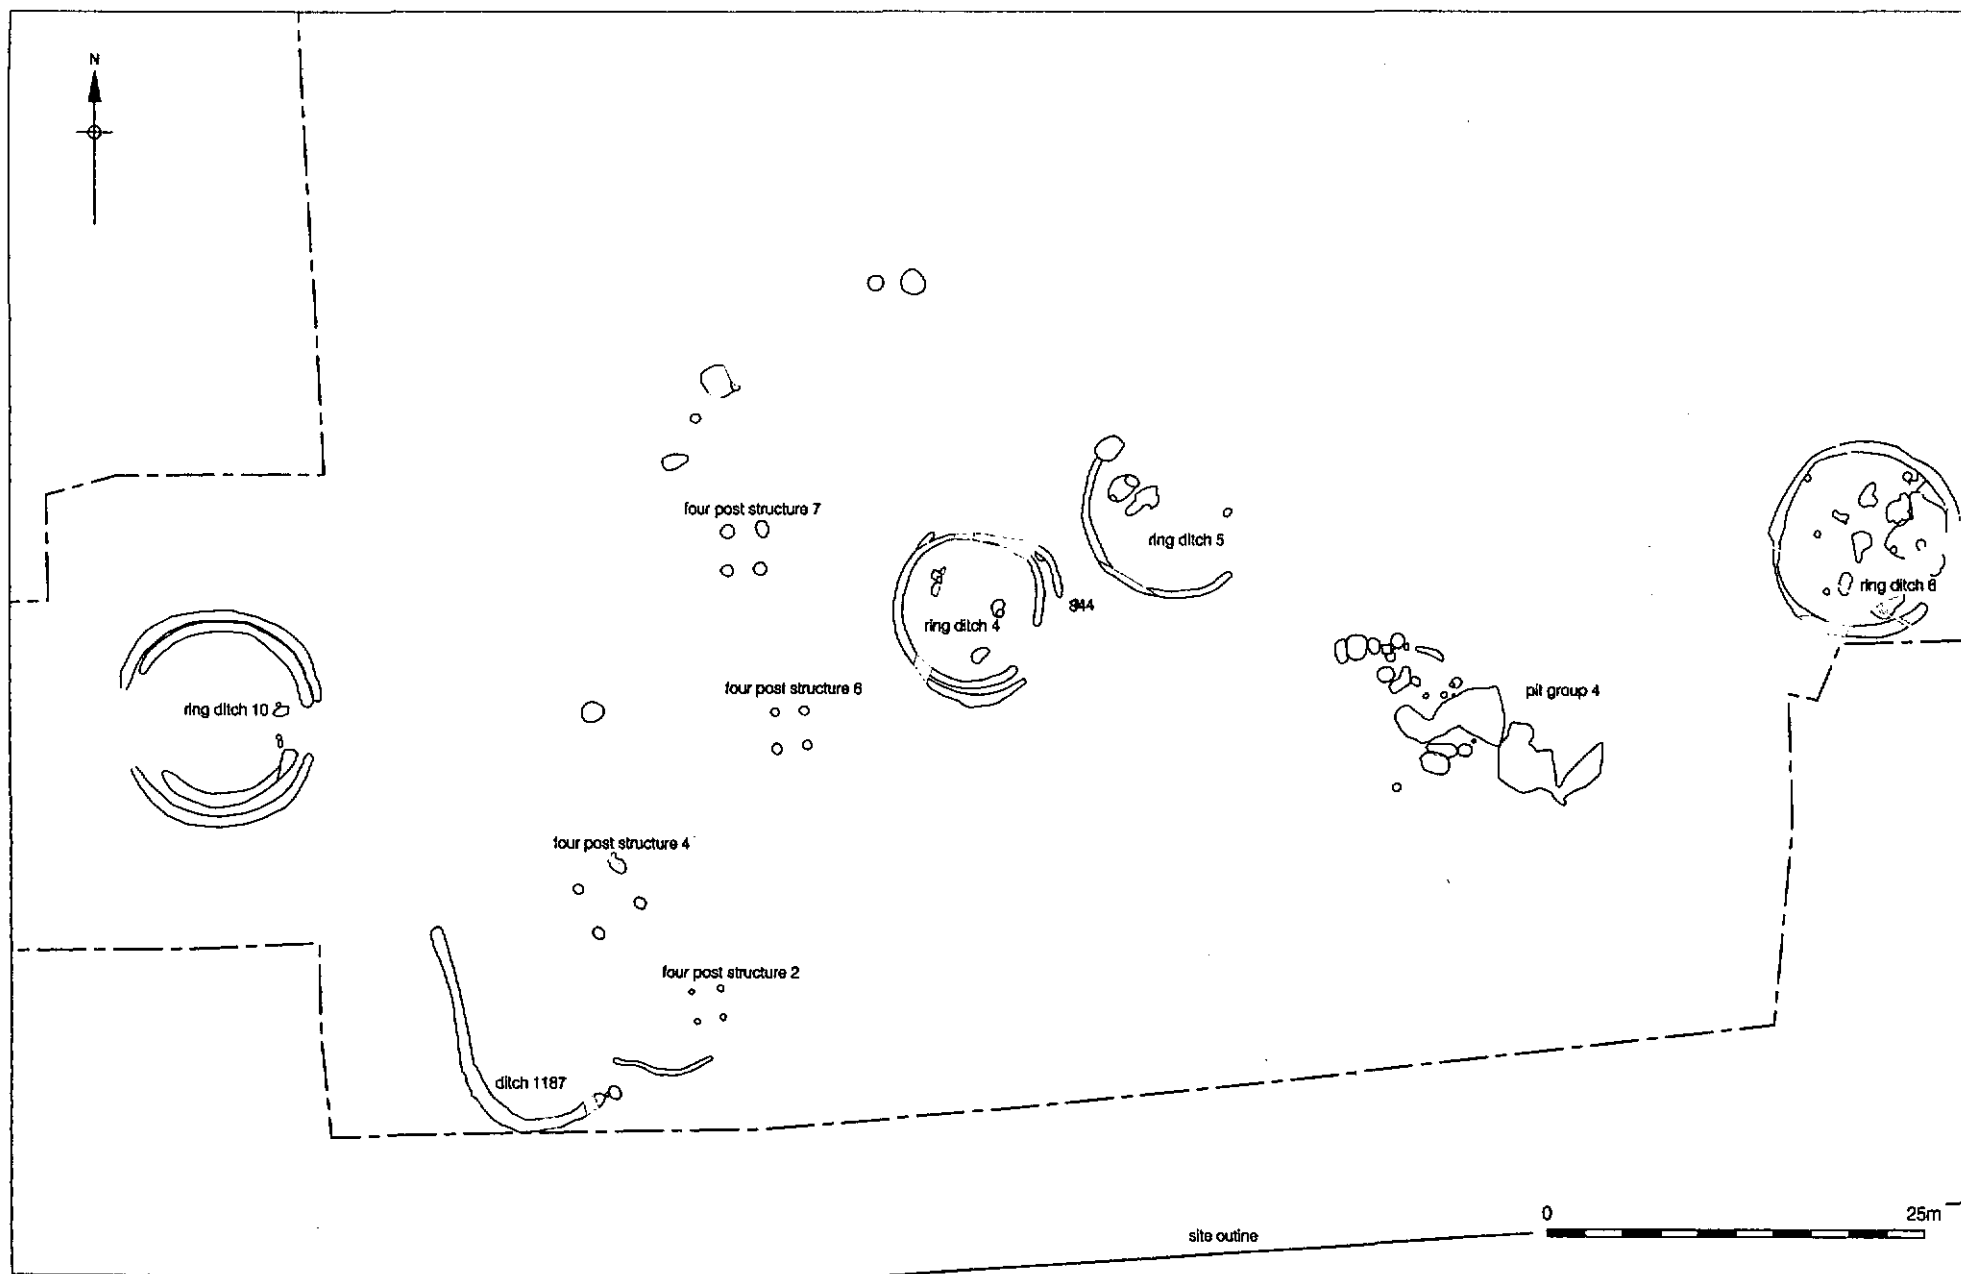 N
four post structure 7
ring ditch 5
ring ditch 6
944
ring ditch 4
four post structure 6
pit group 4
ring ditch 10
four post structure 4
four post structure 2
ditch 1187
0 25m
site outine